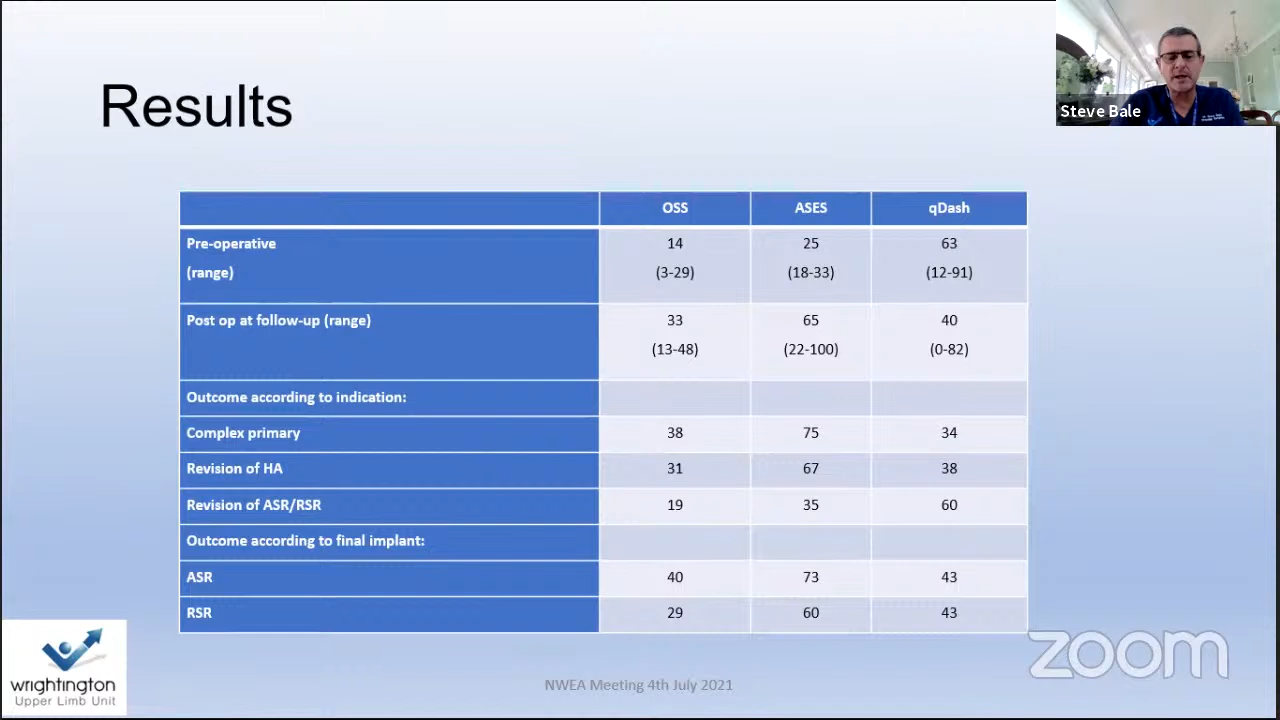 Results
Steve Bale
OSS ASES qDash
Pre-operative 14 25 63
(range) (3-29) (18-33) (12-91)
Post op at follow-up (range) 33 65 40
(13-48) (22-100) (0-82)
Outcome according to indication:
Complex primary 38 75 34
Revision of HA 31 67 38
Revision of ASR/RSR 19 35 60
Outcome according to final implant:
ASR 40 73 43
RSR 29 60 43
wrightington
Upper Limb Unit
NWEA Meeting 4th July 2021
zoom